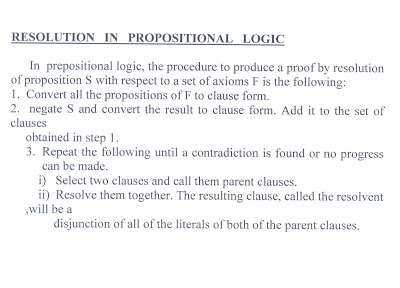 RESOLUTION IN PROPOSITIONAL LOGIC
In prepositional logic, the procedure to produce a proof by resolution
of proposition S with respect to a set of axioms F is the following:
1. Convert all the propositions of F to clause form.
2. negate S and convert the result to clause form. Add it to the set of
clauses
obtained in step 1.
3. Repeat the following until a contradiction is found or no progress
can be made.
i) Select two clauses and call them parent clauses.
ii) Resolve them together. The resulting clause, called the resolvent
,will be a
disjunction of all of the literals of both of the parent clauses.